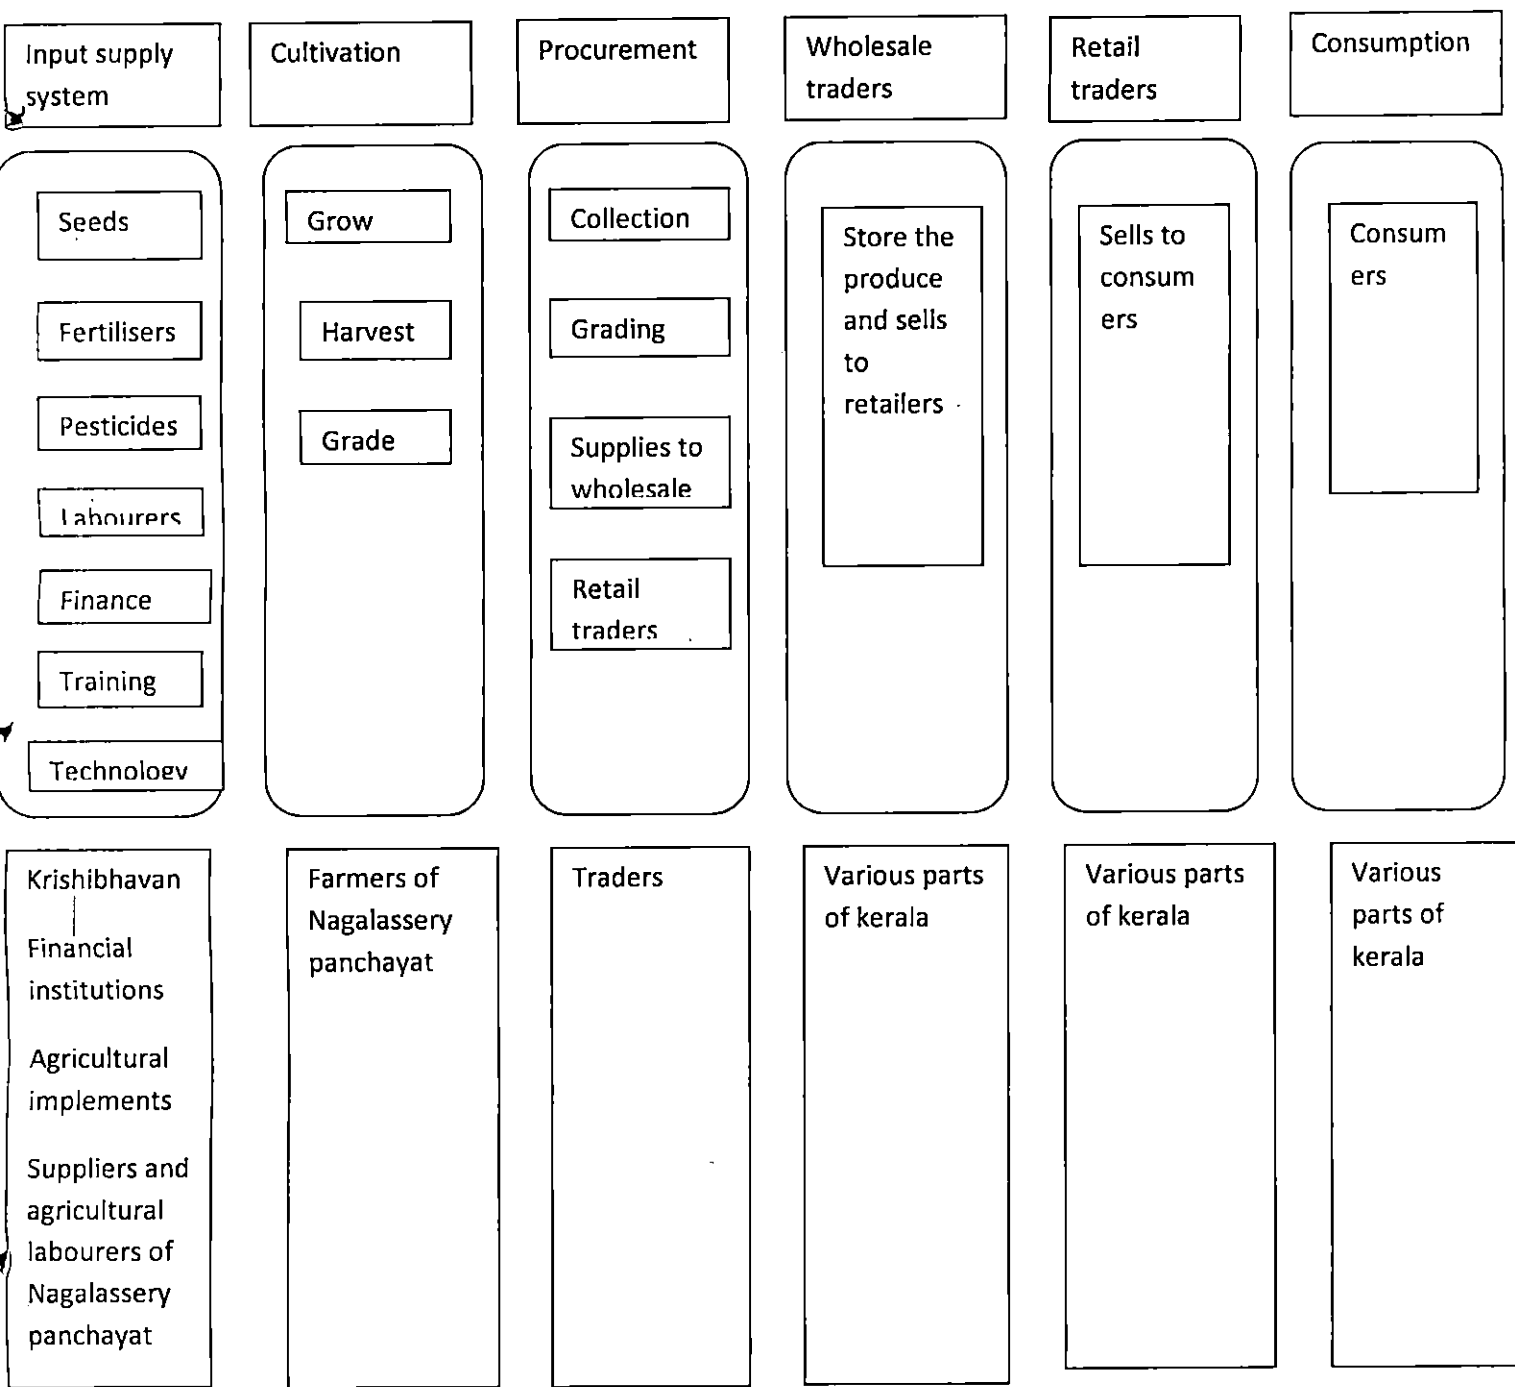 Input supply
system
Cultivation
Procurement
Wholesale
traders
Retail
traders
Consumption
Seeds
Fertilisers
Pesticides
Labourers
Finance
Training
Technology
Grow
Harvest
Grade
Collection
Grading
Supplies to
wholesale
Retail
traders
Store the
produce
and sells
to
retailers
Sells to
consum
ers
Consum
ers
Krishibhavan
Financial
institutions
Agricultural
implements
Suppliers and
agricultural
labourers of
Nagalassery
panchayat
Farmers of
Nagalassery
panchayat
Traders
Various parts
of kerala
Various parts
of kerala
Various
parts of
kerala